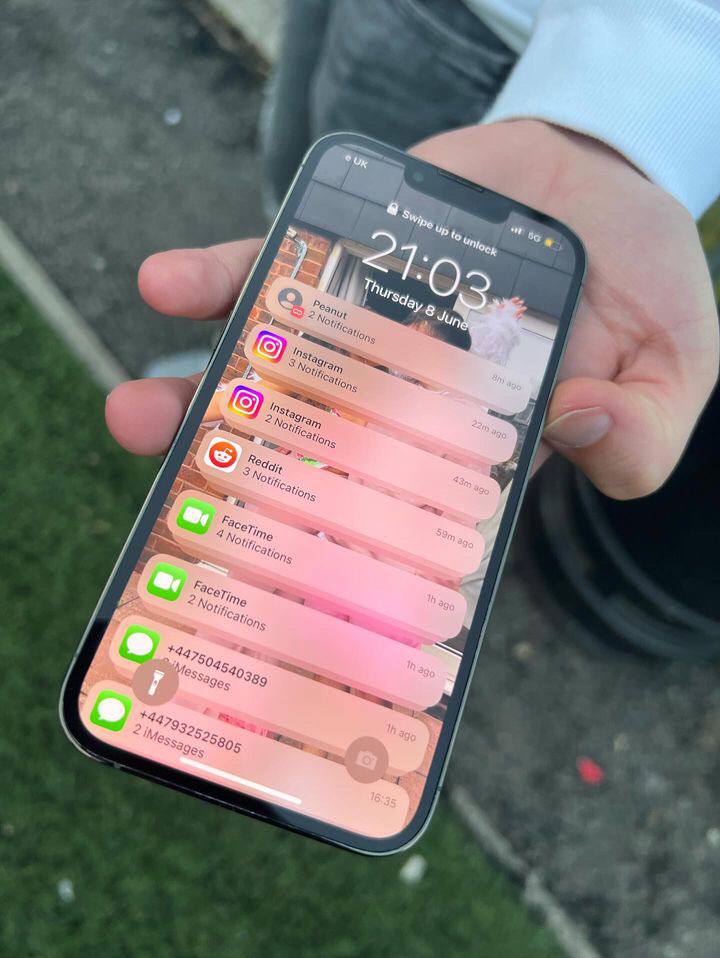 e UK
5G
Swipe up to unlock
21:03
Thursday 8 June
Peanut
2 Notifications
8m ago
Instagram
3 Notifications
22m ago
Instagram
2 Notifications
43m ago
Reddit
3 Notifications
59m ago
FaceTime
4 Notifications
1h ago
FaceTime
2 Notifications
1h ago
+447504540389
iMessages
1h ago
+447932525805
2 iMessages
16:35